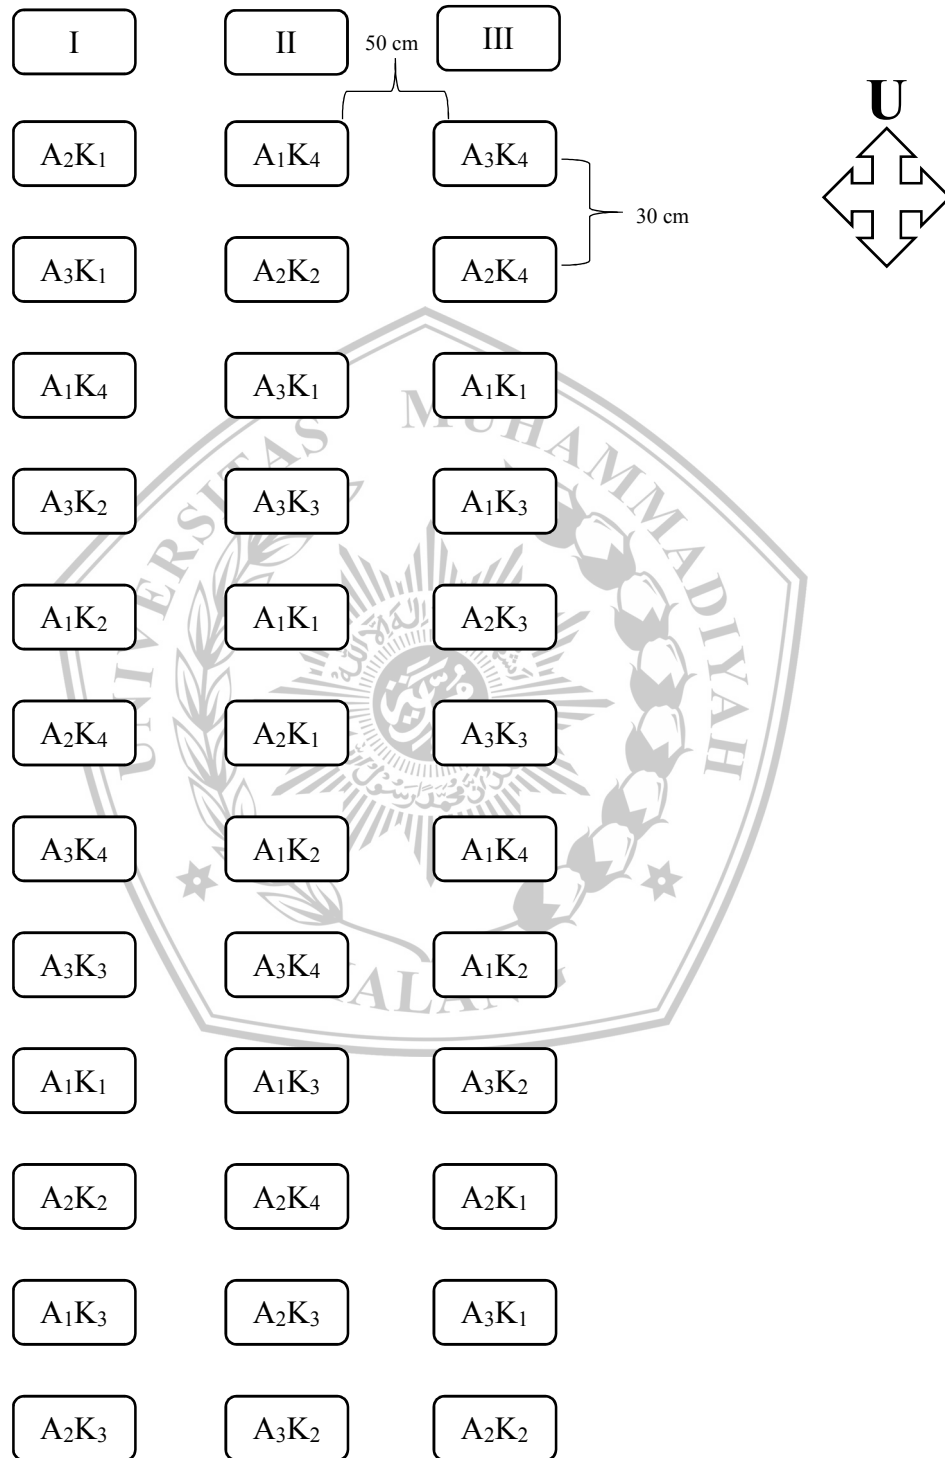 I II 50 cm III
U
A₂K₁ A₁K₄ A₃K₄
30 cm
A₃K₁ A₂K₂ A₂K₄
A₁K₄ A₃K₁ A₁K₁
A₃K₂ A₃K₃ A₁K₃
A₁K₂ A₁K₁ A₂K₃
A₂K₄ A₂K₁ A₃K₃
A₃K₄ A₁K₂ A₁K₄
A₃K₃ A₃K₄ A₁K₂
A₁K₁ A₁K₃ A₃K₂
A₂K₂ A₂K₄ A₂K₁
A₁K₃ A₂K₃ A₃K₁
A₂K₃ A₃K₂ A₂K₂
UNIVERSITAS MUHAMMADIYAH